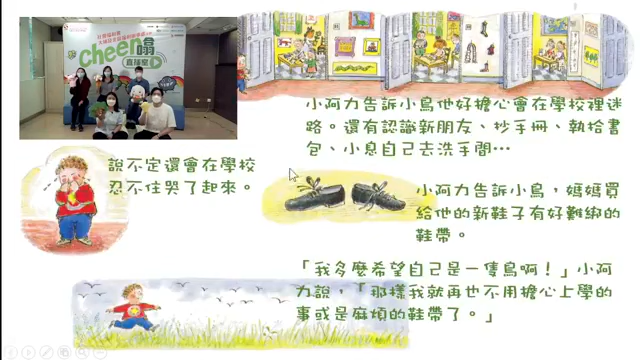 Cheer嗝
直播室
小阿力告訴小鳥他好擔心會在學校裡迷
路。還有認識新朋友、抄手冊、執拾書
包、小息自己去洗手間…
說不定還會在學校
忍不住哭了起來。
小阿力告訴小鳥，媽媽買
給他的新鞋子有好難綁的
鞋帶。
「我多麼希望自己是一隻鳥啊！」小阿
力說，「那樣我就再也不用擔心上學的
事或是麻煩的鞋帶了。」